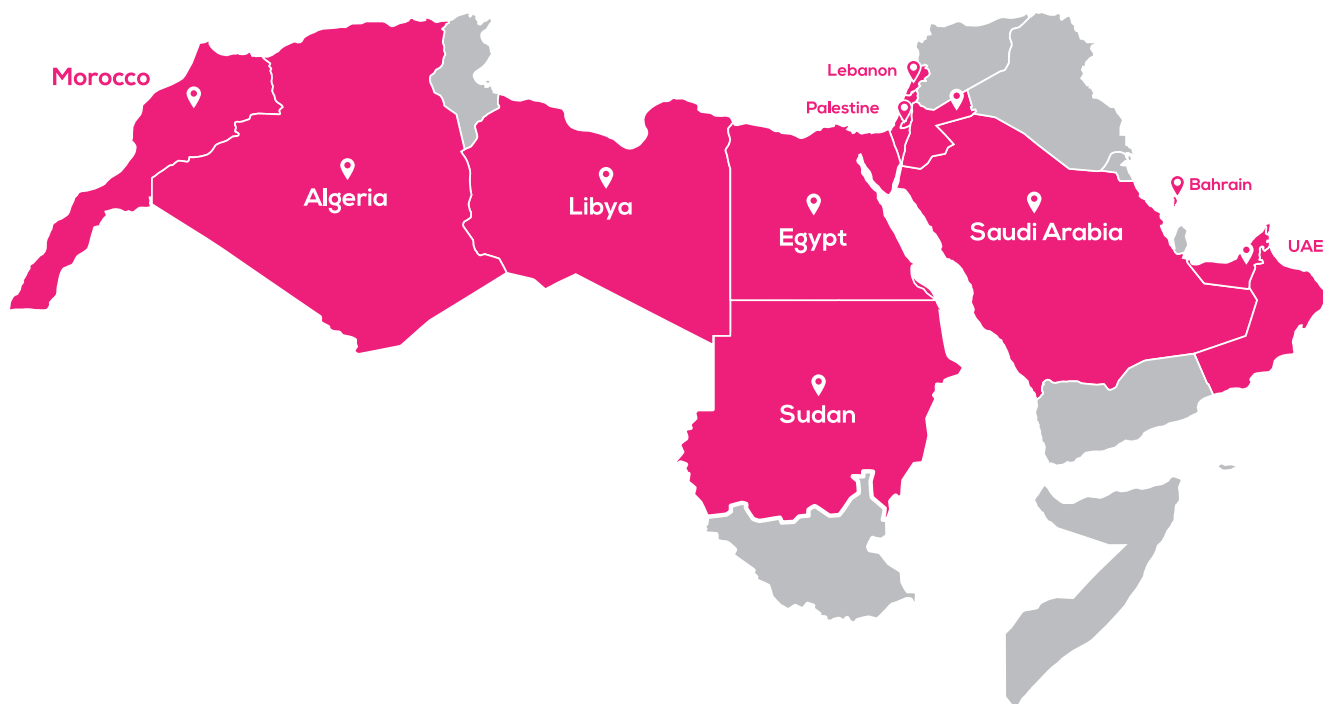 Morocco
Algeria
Libya
Egypt
Sudan
Lebanon
Palestine
Saudi Arabia
Bahrain
UAE